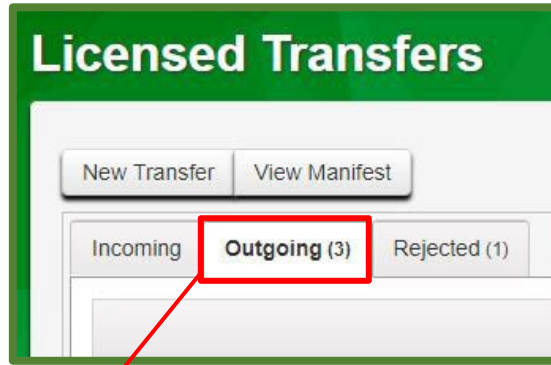 Licensed Transfers
New Transfer View Manifest
Incoming Outgoing (3) Rejected (1)